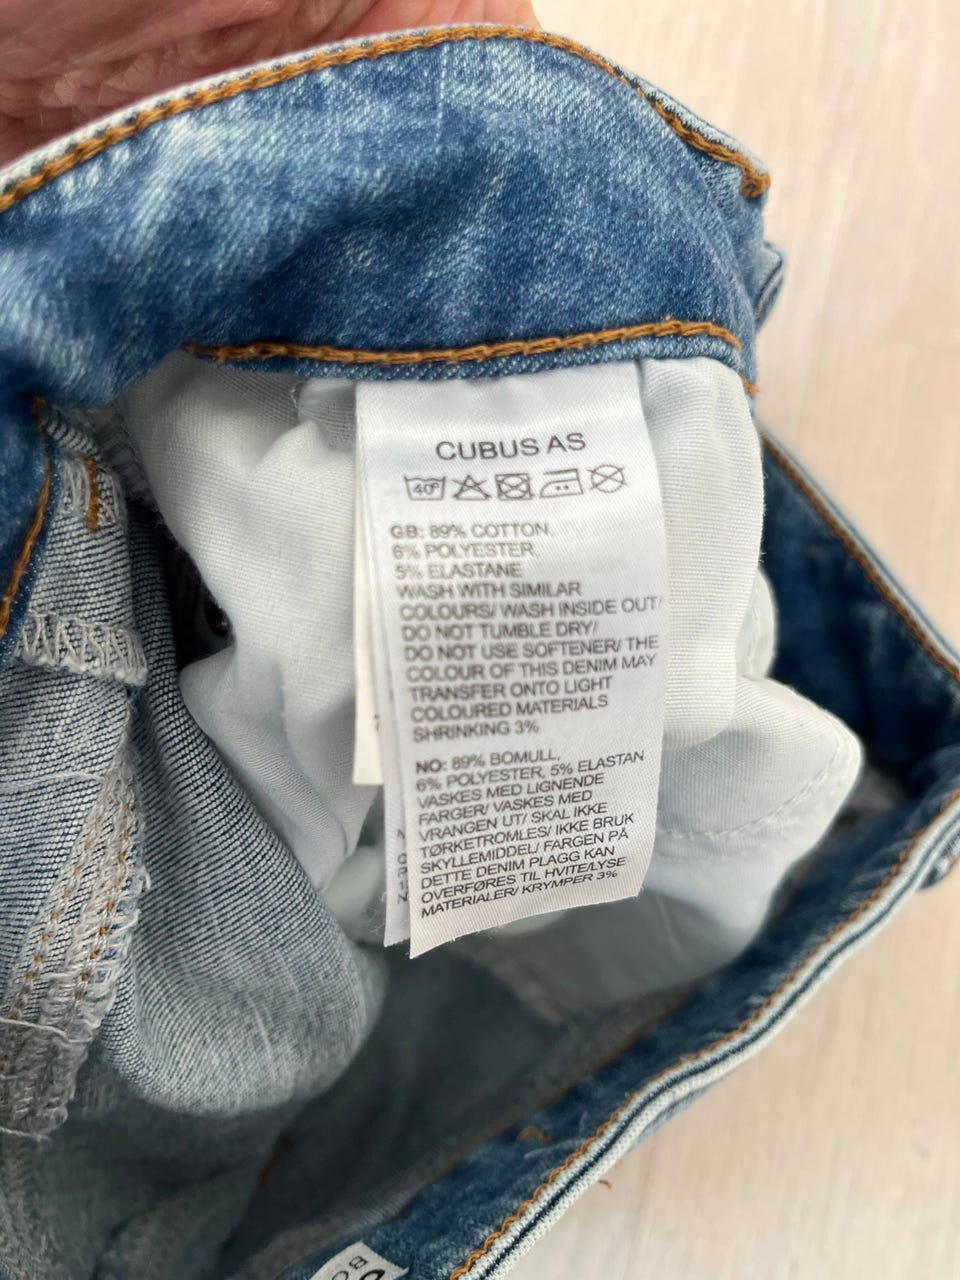 CUBUS AS
40°
GB: 89% COTTON,
6% POLYESTER,
5% ELASTANE
WASH WITH SIMILAR
COLOURS/ WASH INSIDE OUT/
DO NOT TUMBLE DRY/
DO NOT USE SOFTENER/ THE
COLOUR OF THIS DENIM MAY
TRANSFER ONTO LIGHT
COLOURED MATERIALS
SHRINKING 3%
NO: 89% BOMULL,
6% POLYESTER, 5% ELASTAN
VASKES MED LIGNENDE
FARGER/ VASKES MED
VRANGEN UT/ SKAL IKKE
TØRKETROMLES/ IKKE BRUK
SKYLLEMIDDEL/ FARGEN PÅ
DETTE DENIM PLAGG KAN
OVERFØRES TIL HVITE/LYSE
MATERIALER/ KRYMPER 3%